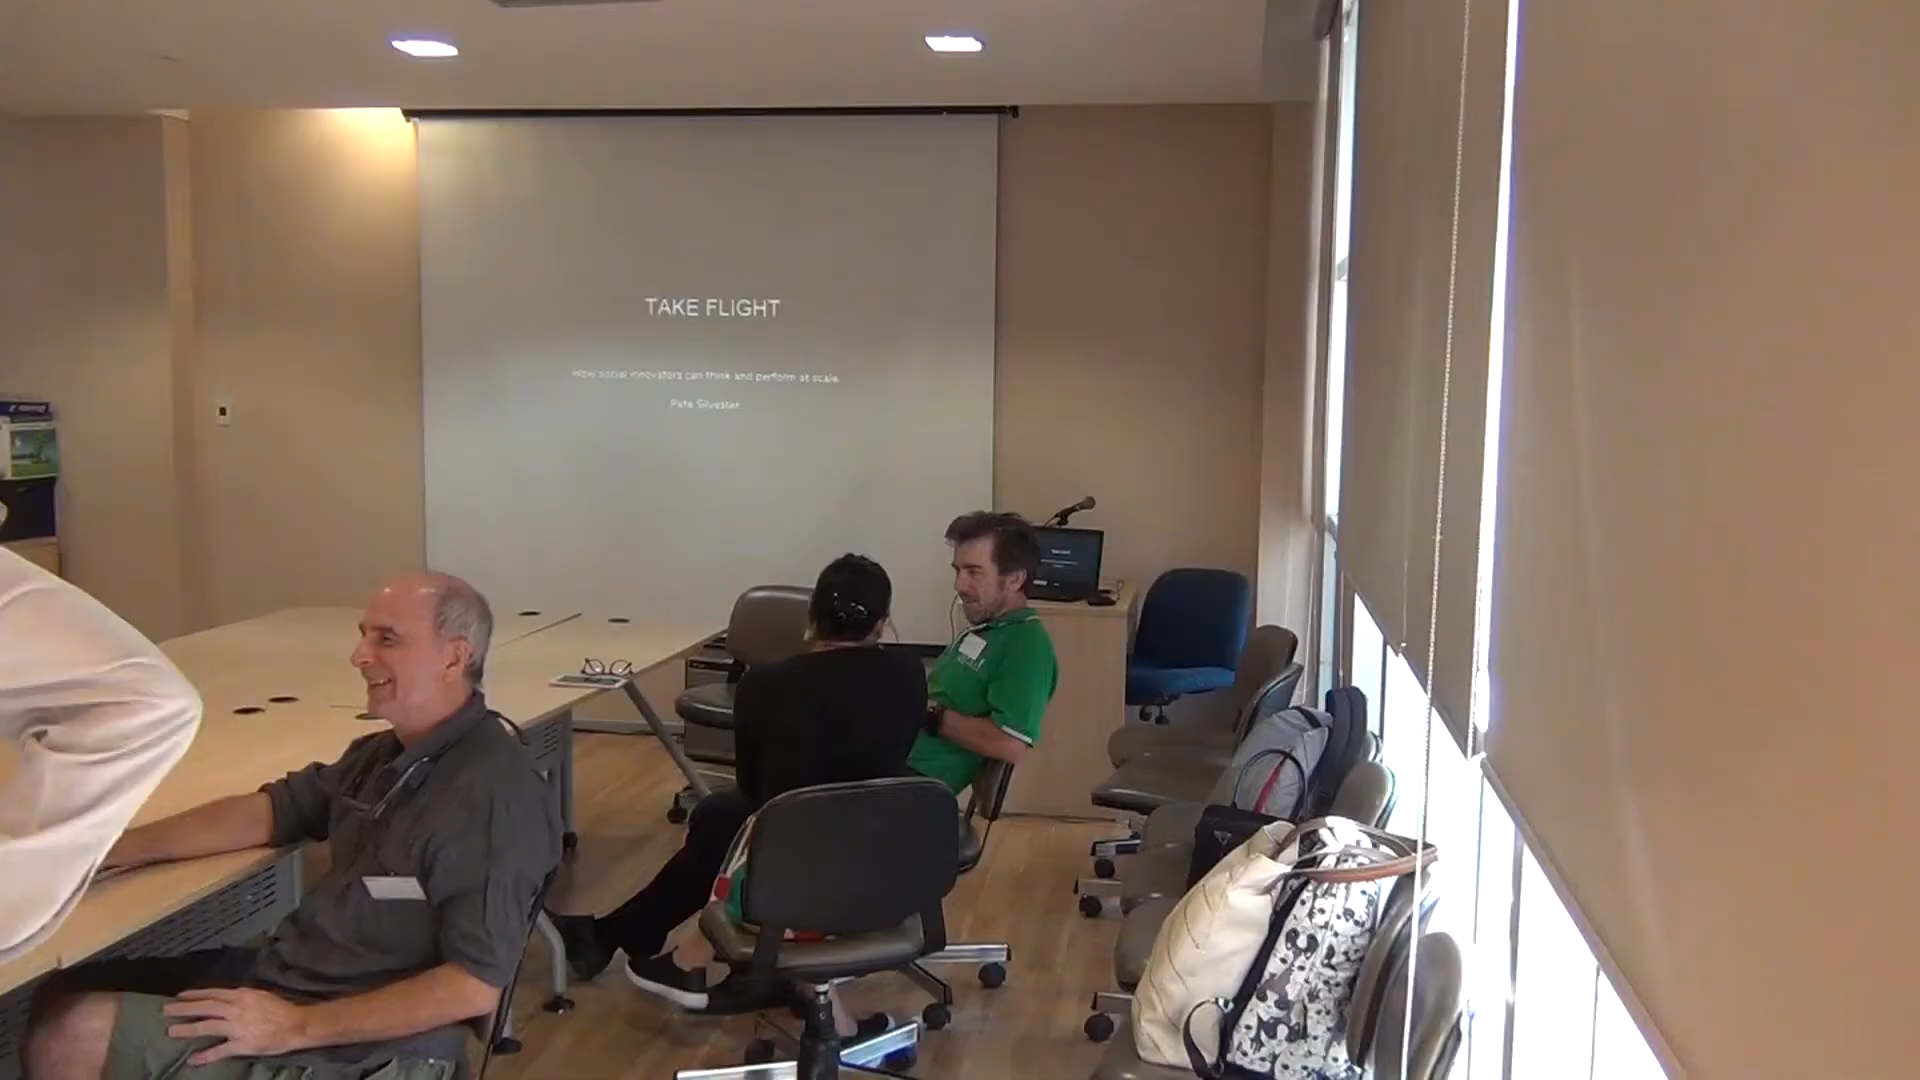 TAKE FLIGHT
How social innovators can think and perform at scale.
Pete Silvester